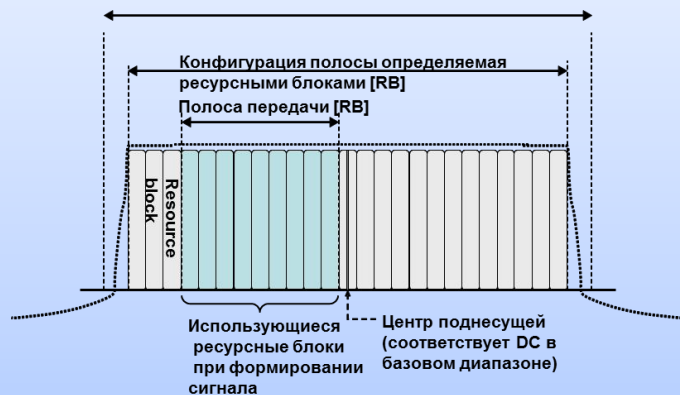 Конфигурация полосы определяемая
ресурсными блоками [RB]
Полоса передачи [RB]
Resource
block
Использующиеся
ресурсные блоки
при формировании
сигнала
Центр поднесущей
(соответствует DC в
базовом диапазоне)